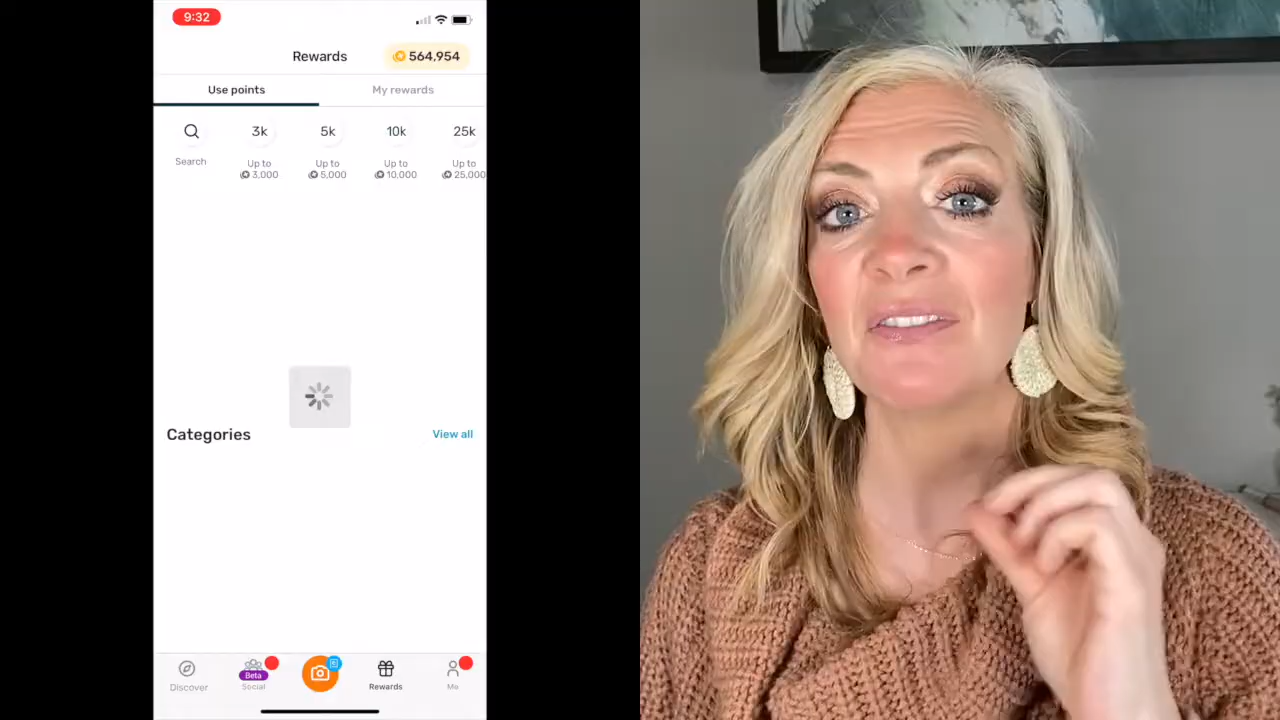 9:32
Rewards
564,954
Use points
My rewards
3k
5k
10k
25k
Search
Up to
3,000
Up to
5,000
Up to
10,000
Up to
25,000
Categories
View all
Discover
Beta
Social
Rewards
Me